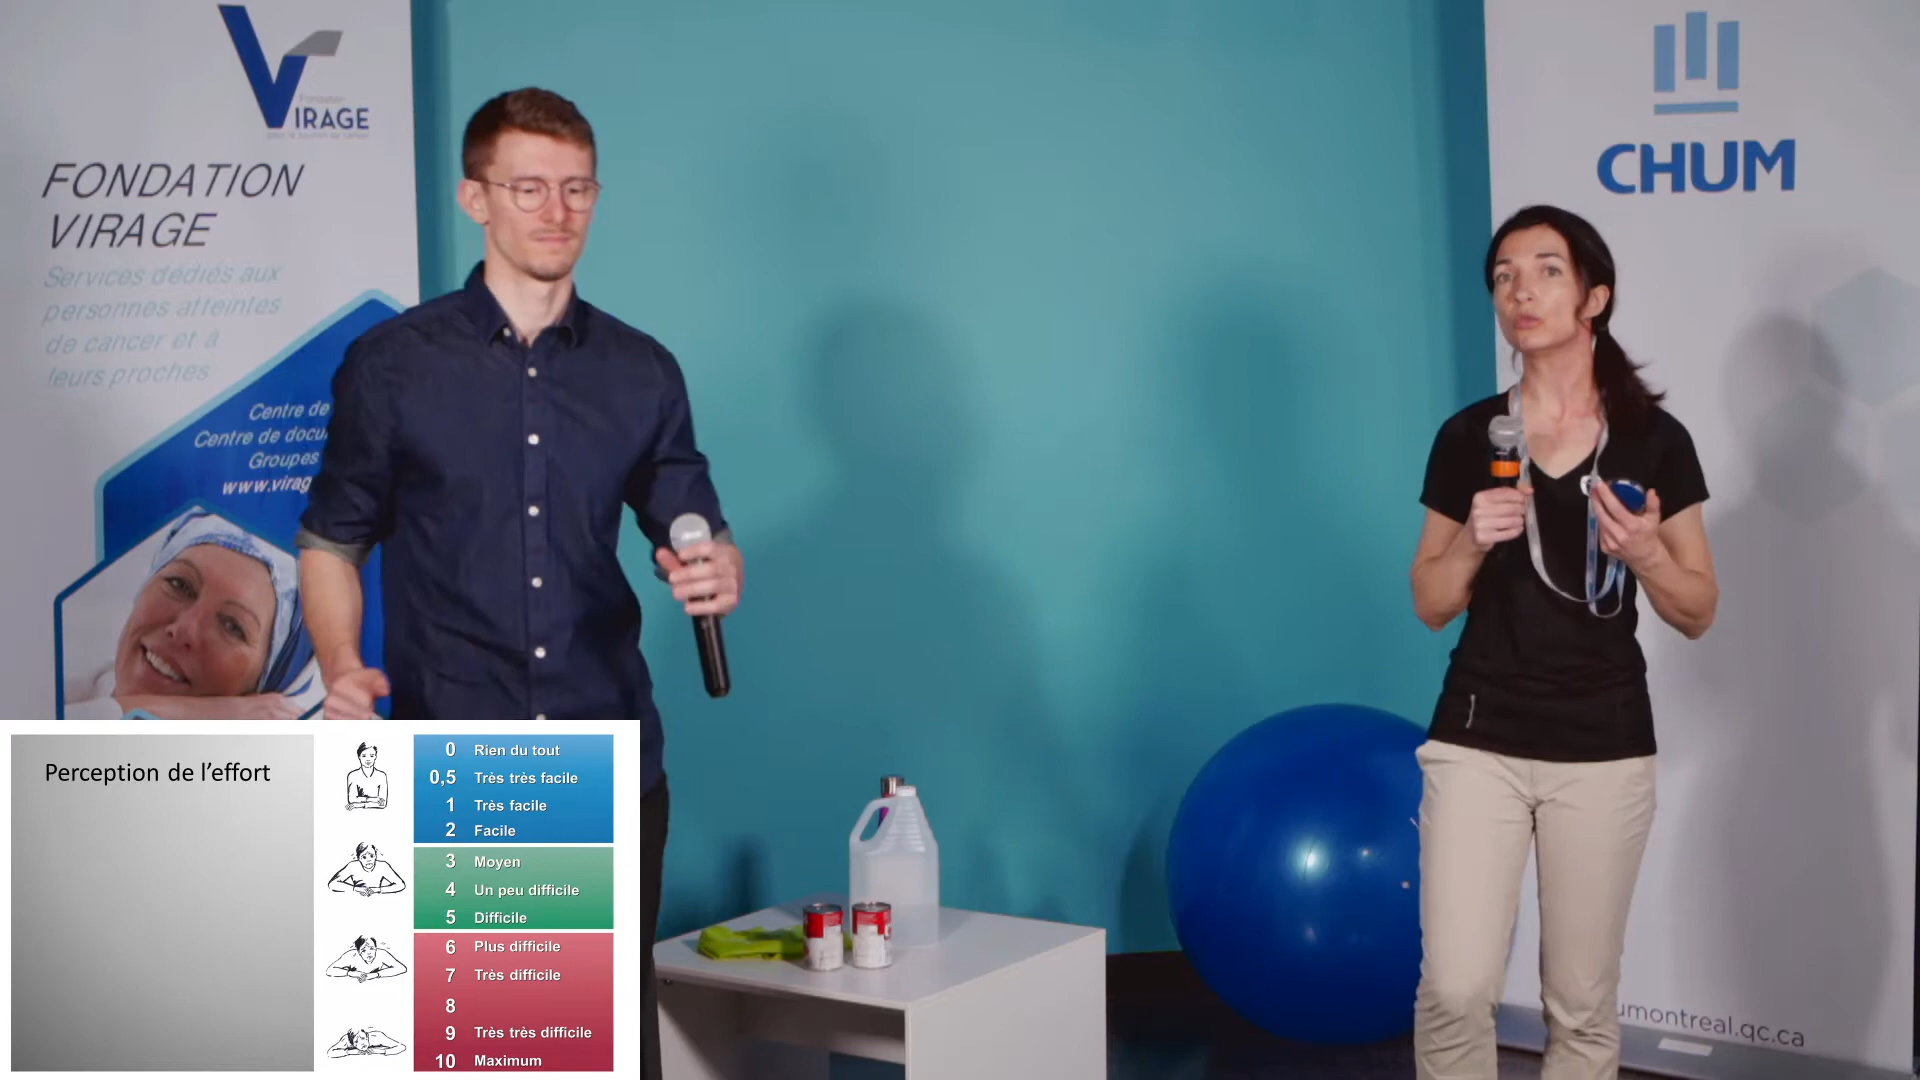 VIRAGE
FONDATION
VIRAGE
Services dédiés aux
personnes atteintes
de cancer et à
leurs proches
Centre de
Centre de docu
Groupes
www.virag
CHUM
umontreal.qc.ca
Perception de l’effort
0 Rien du tout
0,5 Très très facile
1 Très facile
2 Facile
3 Moyen
4 Un peu difficile
5 Difficile
6 Plus difficile
7 Très difficile
8
9 Très très difficile
10 Maximum